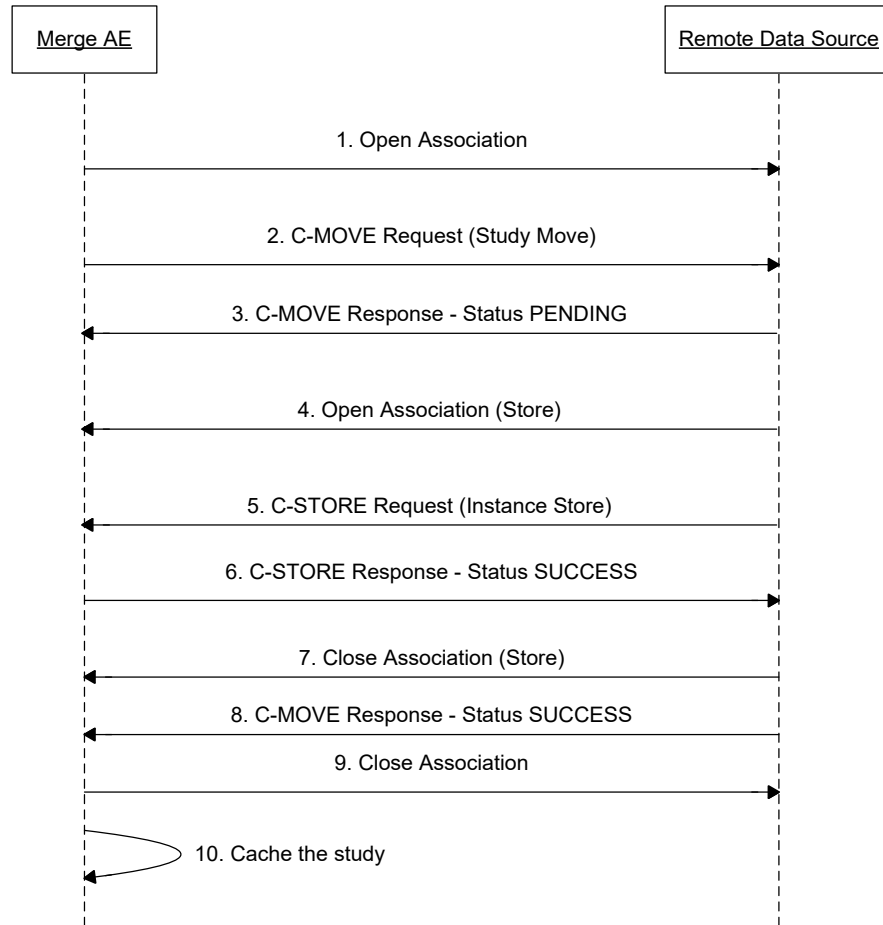 Merge AE
Remote Data Source
1. Open Association
2. C-MOVE Request (Study Move)
3. C-MOVE Response - Status PENDING
4. Open Association (Store)
5. C-STORE Request (Instance Store)
6. C-STORE Response - Status SUCCESS
7. Close Association (Store)
8. C-MOVE Response - Status SUCCESS
9. Close Association
10. Cache the study